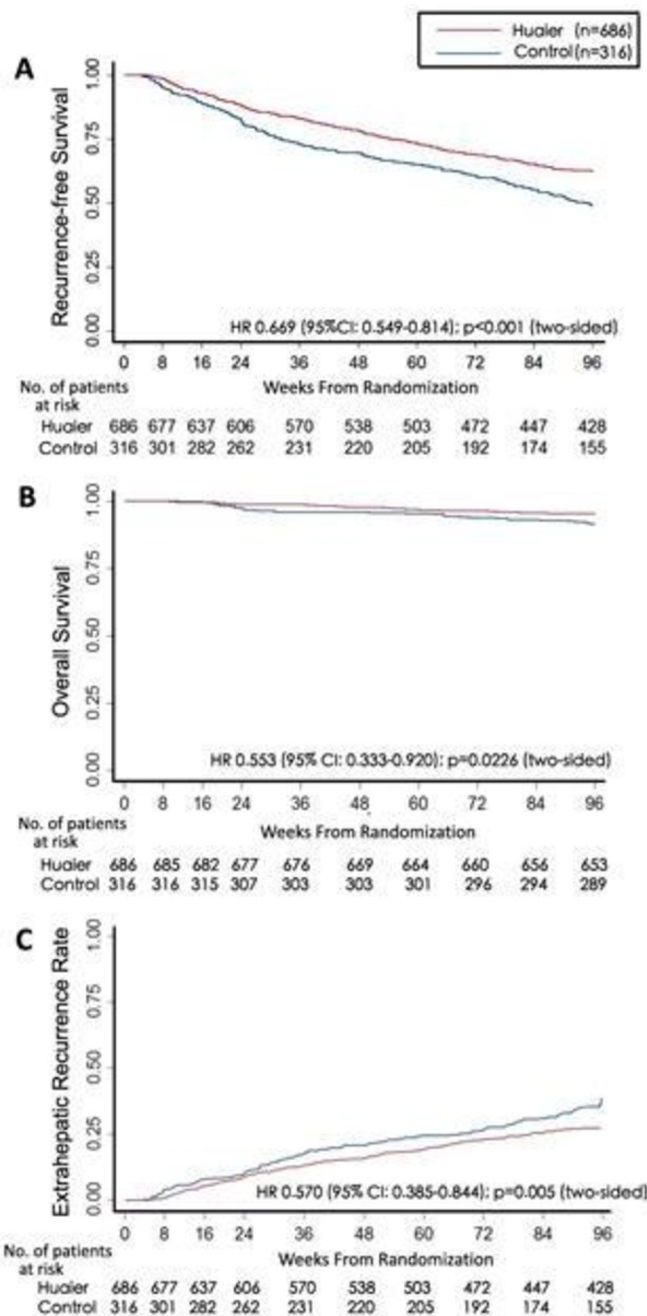 Huaier (n=686)
Control (n=316)
A
Recurrence-free Survival
1.00
0.75
0.50
0.25
0.00
HR 0.669 (95%CI: 0.549-0.814); p<0.001 (two-sided)
0 8 16 24 36 48 60 72 84 96
Weeks From Randomization
No. of patients
at risk
Huaier 686 677 637 606 570 538 503 472 447 428
Control 316 301 282 262 231 220 205 192 174 155
B
Overall Survival
1.00
0.75
0.50
0.25
0.00
HR 0.553 (95% CI: 0.333-0.920); p=0.0226 (two-sided)
0 8 16 24 36 48 60 72 84 96
Weeks From Randomization
No. of patients
at risk
Huaier 686 685 682 677 676 669 664 660 656 653
Control 316 316 315 307 303 303 301 296 294 289
C
Extrahepatic Recurrence Rate
1.00
0.75
0.50
0.25
0.00
HR 0.570 (95% CI: 0.385-0.844); p=0.005 (two-sided)
0 8 16 24 36 48 60 72 84 96
Weeks From Randomization
No. of patients
at risk
Huaier 686 677 637 606 570 538 503 472 447 428
Control 316 301 282 262 231 220 205 192 174 155